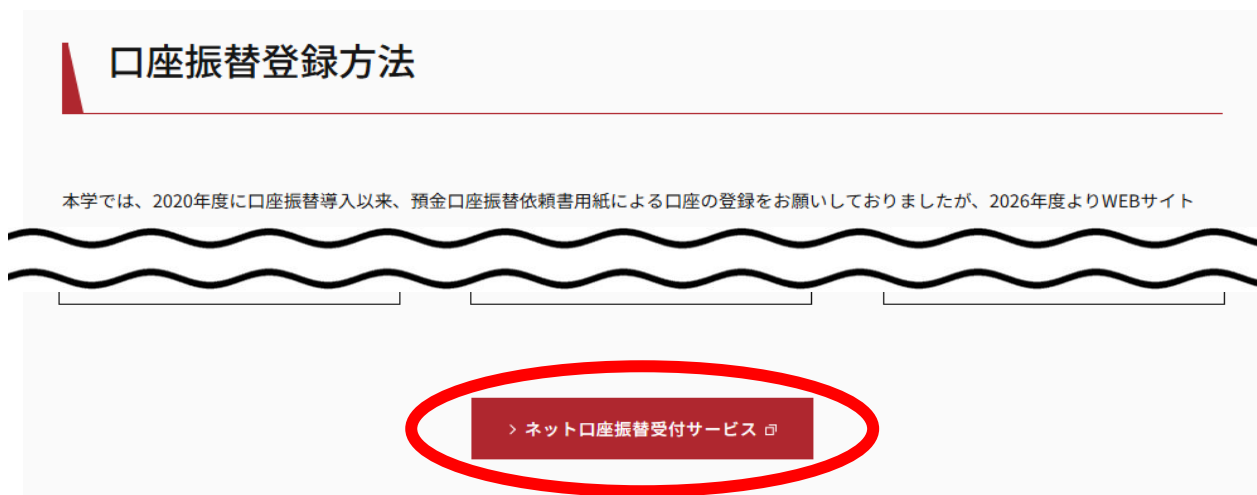 口座振替登録方法
本学では、2020年度に口座振替導入以来、預金口座振替依頼書用紙による口座の登録をお願いしておりましたが、2026年度よりWEBサイト
ネット口座振替受付サービス